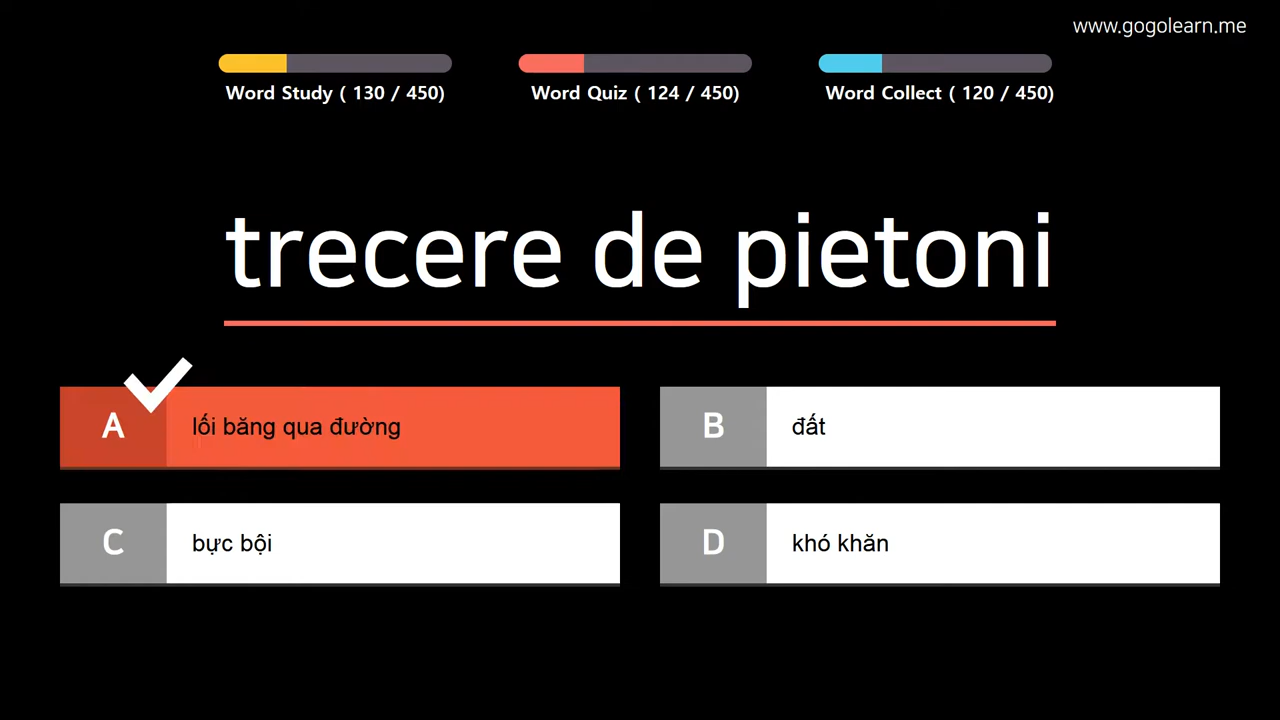 www.gogolearn.me
Word Study ( 130 / 450)
Word Quiz ( 124 / 450)
Word Collect ( 120 / 450)
trecere de pietoni
A lối băng qua đường
B đất
C bực bội
D khó khăn